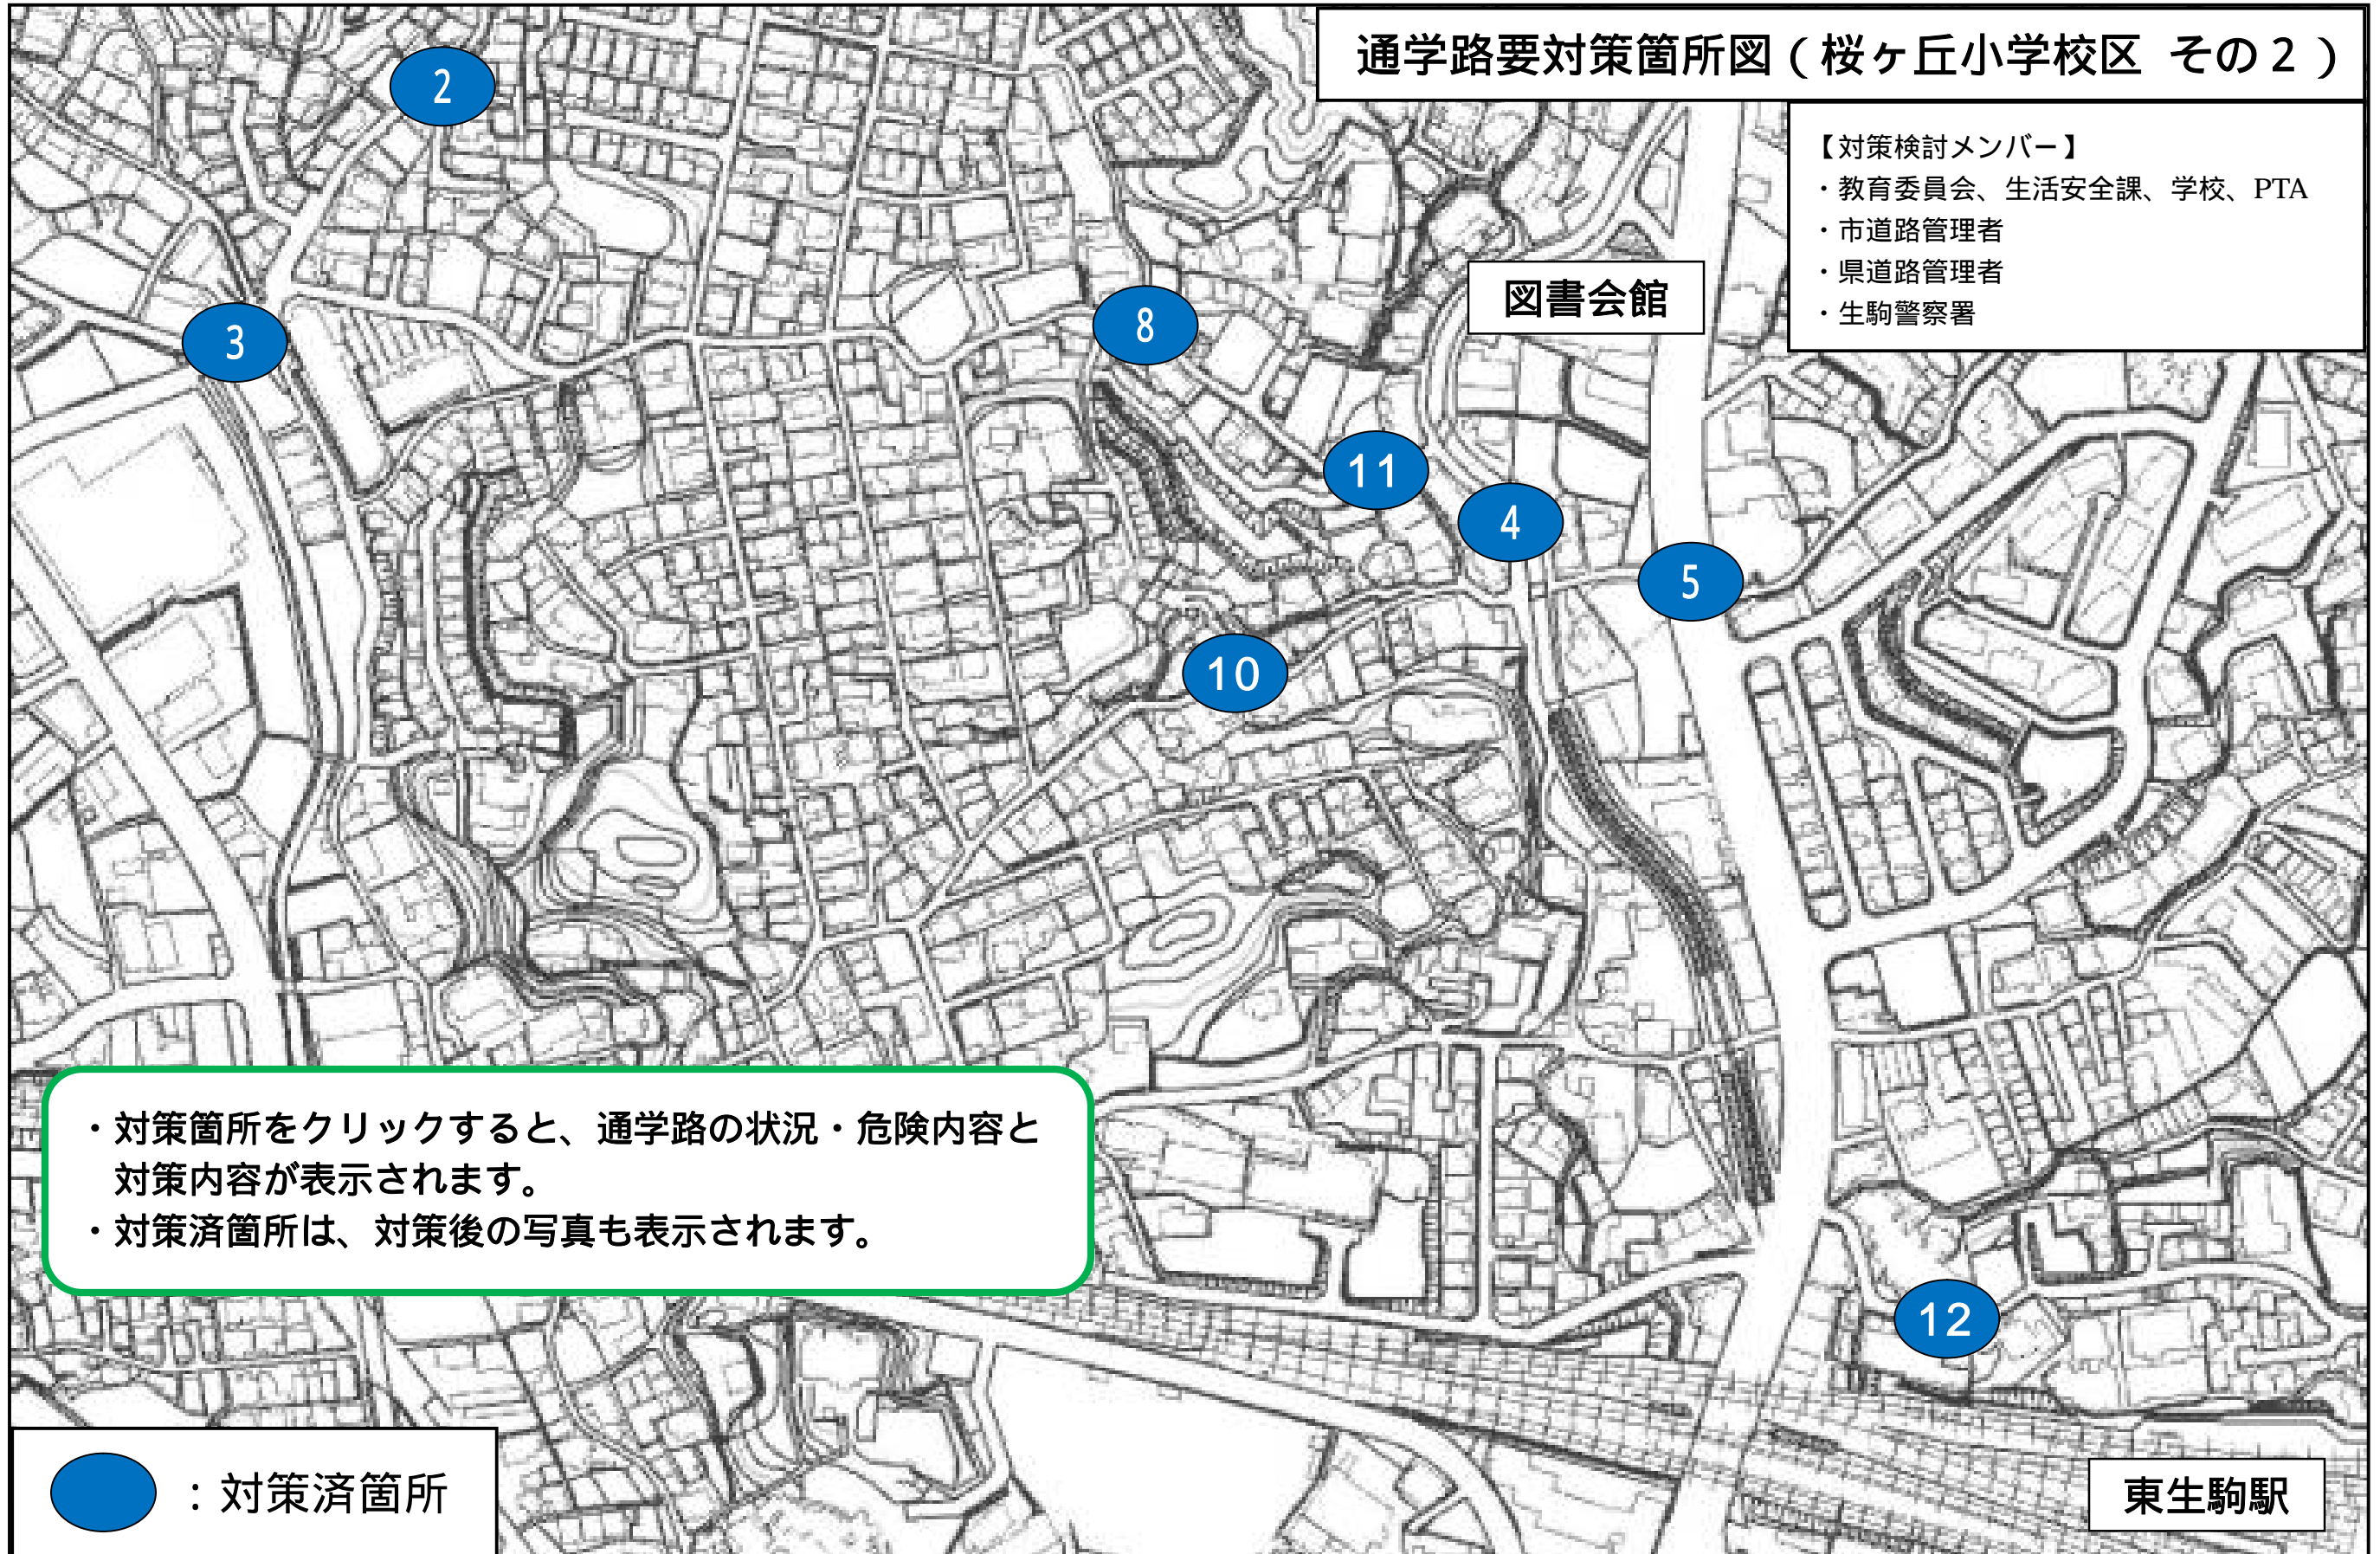 通学路要対策箇所図（桜ヶ丘小学校区 その２）
【対策検討メンバー】
・教育委員会、生活安全課、学校、PTA
・市道路管理者
・県道路管理者
・生駒警察署
2
図書会館
3
8
11
4
5
10
・対策箇所をクリックすると、通学路の状況・危険内容と
対策内容が表示されます。
・対策済箇所は、対策後の写真も表示されます。
12
：対策済箇所
東生駒駅